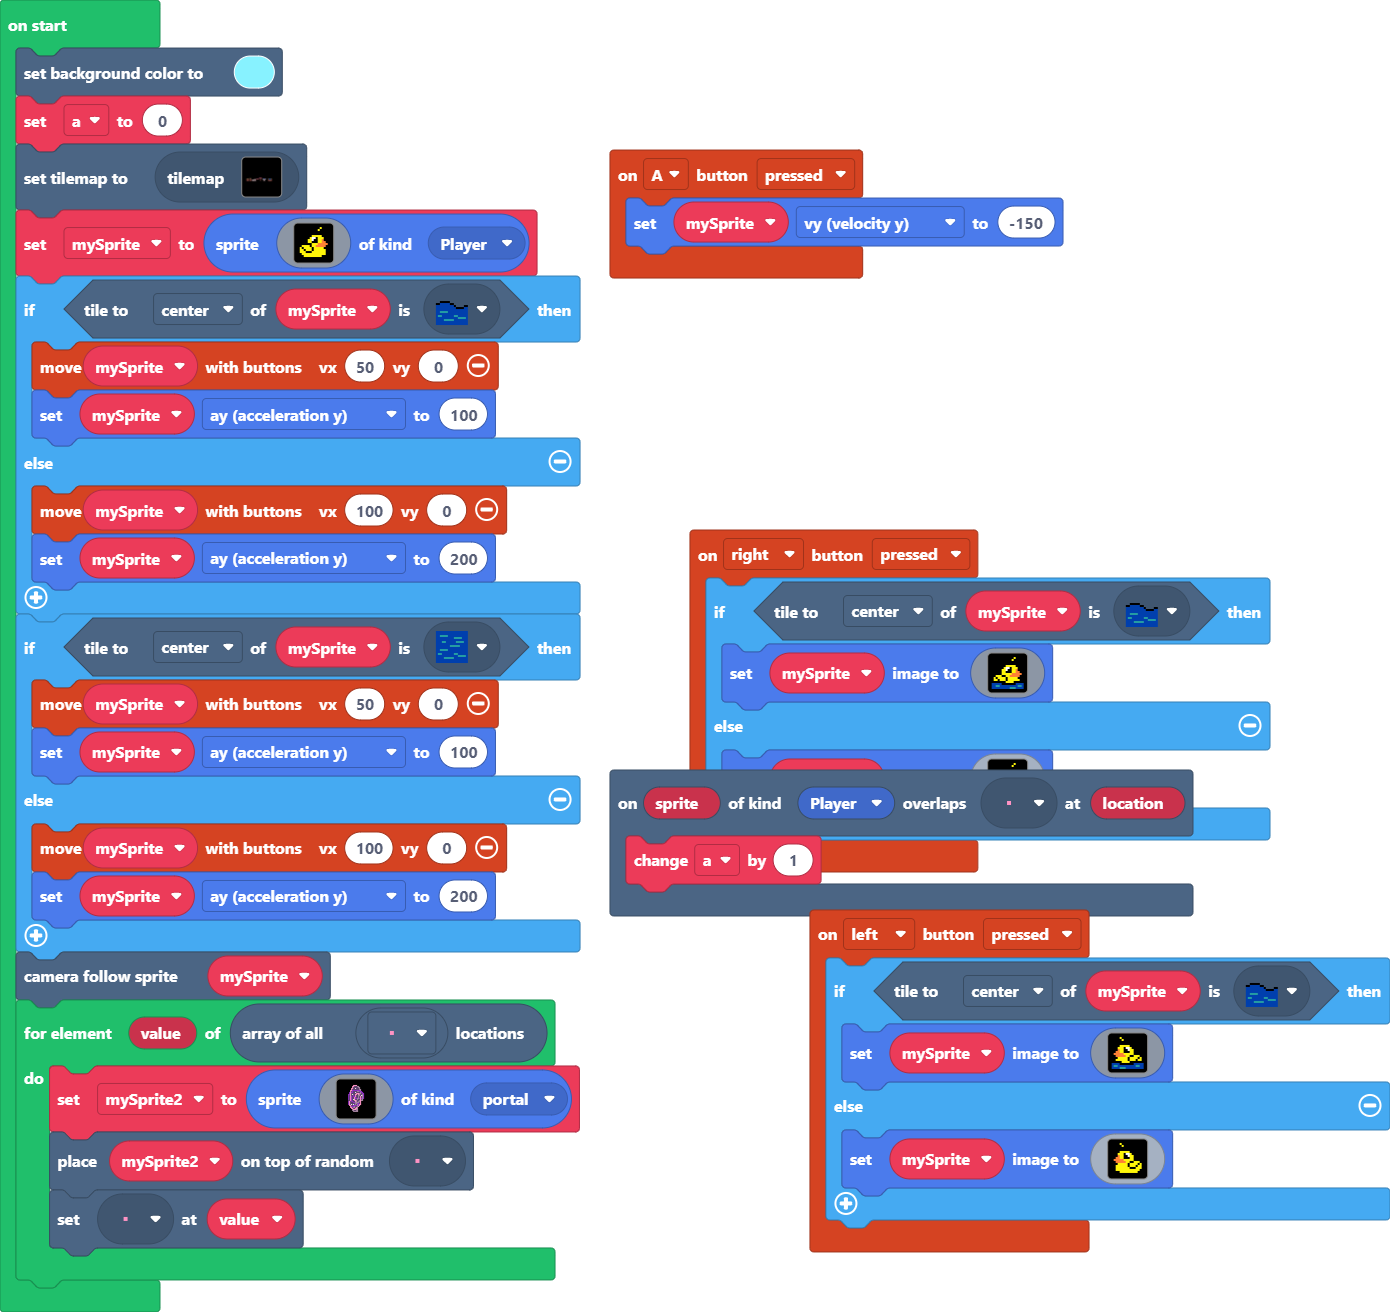 on start
set background color to
set a to 0
set tilemap to tilemap
set mySprite to sprite of kind Player
if tile to center of mySprite is then
move mySprite with buttons vx 50 vy 0
set mySprite ay (acceleration y) to 100
else
move mySprite with buttons vx 100 vy 0
set mySprite ay (acceleration y) to 200
if tile to center of mySprite is then
move mySprite with buttons vx 50 vy 0
set mySprite ay (acceleration y) to 100
else
move mySprite with buttons vx 100 vy 0
set mySprite ay (acceleration y) to 200
camera follow sprite mySprite
for element value of array of all locations
do
set mySprite2 to sprite of kind portal
place mySprite2 on top of random
set at value
on A button pressed
set mySprite vy (velocity y) to -150
on right button pressed
if tile to center of mySprite is then
set mySprite image to
else
on sprite of kind Player overlaps at location
change a by 1
on left button pressed
if tile to center of mySprite is then
set mySprite image to
else
set mySprite image to